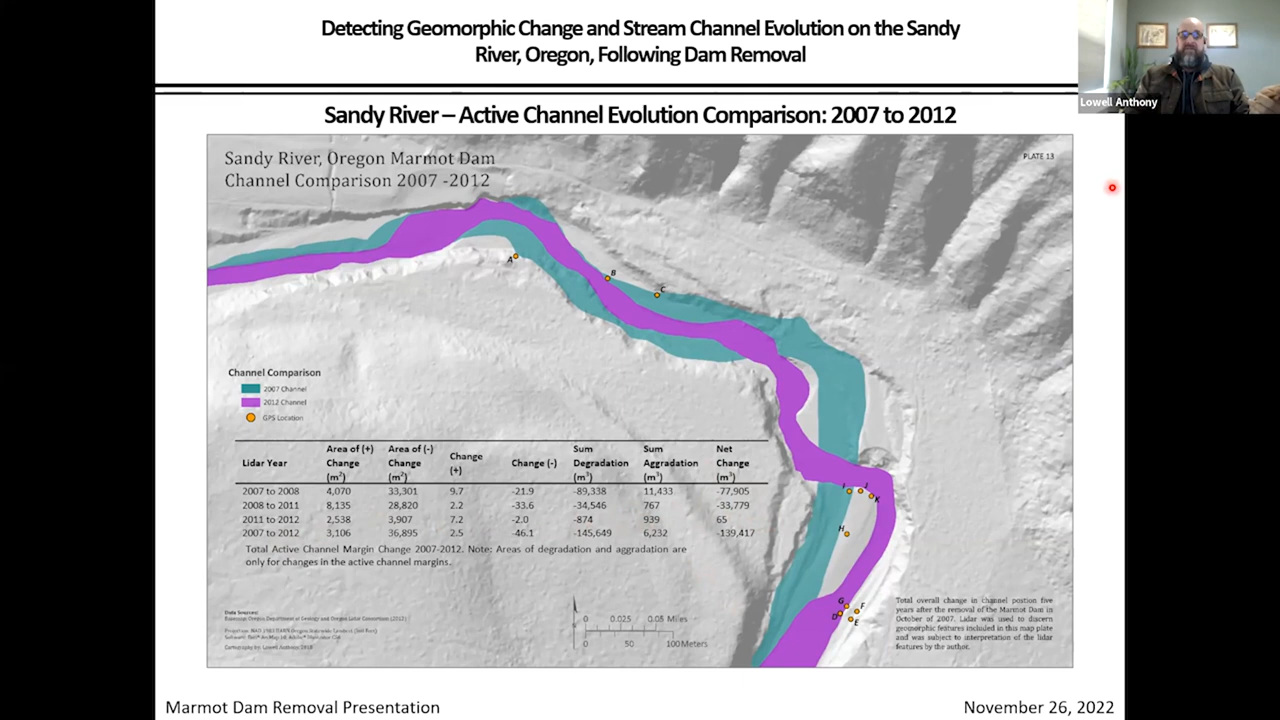 Detecting Geomorphic Change and Stream Channel Evolution on the Sandy
River, Oregon, Following Dam Removal
Lowell Anthony
Sandy River – Active Channel Evolution Comparison: 2007 to 2012
Sandy River, Oregon Marmot Dam
Channel Comparison 2007 -2012
PLATE 13
A
B
C
Channel Comparison
2007 Channel
2012 Channel
GPS Location
Lidar Year Area of (+) Change (m²) Area of (-) Change (m²) Change (+) Change (-) Sum Degradation (m³) Sum Aggradation (m³) Net Change (m³)
2007 to 2008 4,070 33,301 9.7 -21.9 -89,338 11,433 -77,905
2008 to 2011 8,135 28,820 2.2 -33.6 -34,546 767 -33,779
2011 to 2012 2,538 3,907 7.2 -2.0 -874 939 65
2007 to 2012 3,106 36,895 2.5 -46.1 -145,649 6,232 -139,417
Total Active Channel Margin Change 2007-2012. Note: Areas of degradation and aggradation are
only for changes in the active channel margins.
I J
K
H
G
F
D
E
Data Sources:
0 0.025 0.05 Miles
0 50 100 Meters
Total overall change in channel postion five
years after the removal of the Marmot Dam in
October of 2007. Lidar was used to discern
geomorphic features included in this map plate
and was subject to interpretation of the lidar
features by the author.
Cartography by: Lowell Anthony 2018
Marmot Dam Removal Presentation
November 26, 2022